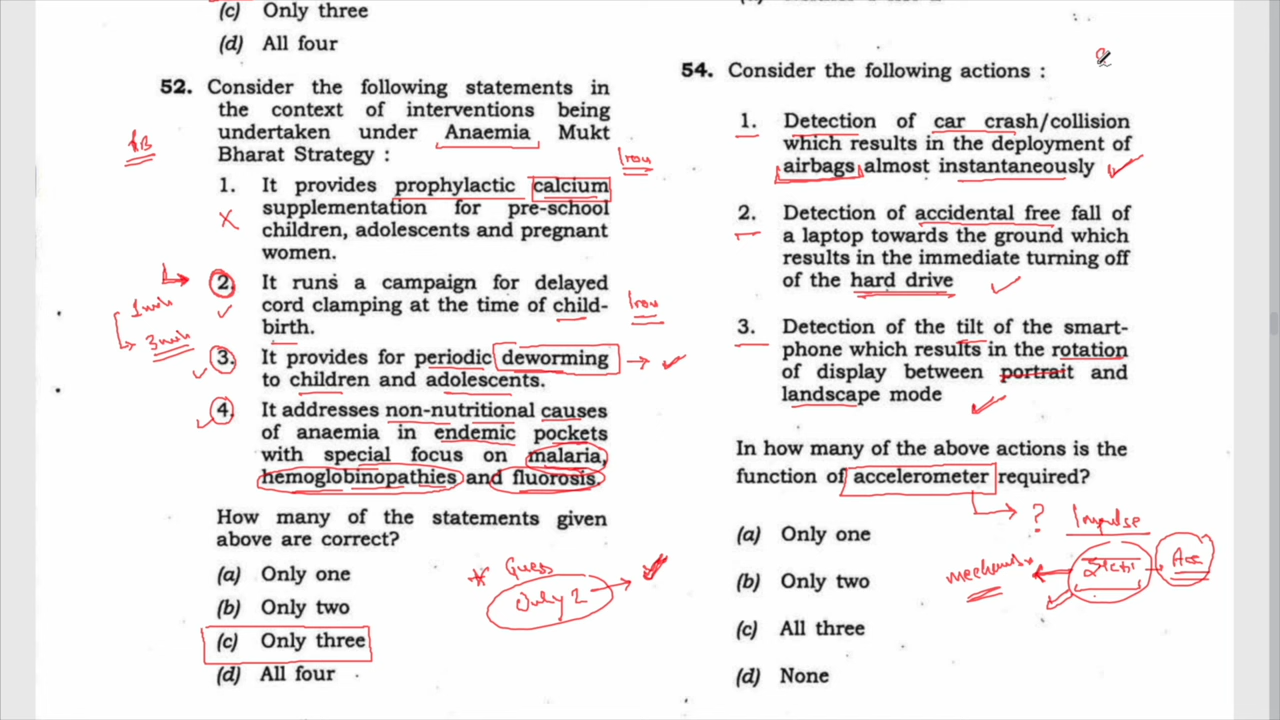 (c) Only three
(d) All four
52. Consider the following statements in
the context of interventions being
undertaken under Anaemia Mukt
Bharat Strategy :
Iron
1. It provides prophylactic calcium
supplementation for pre-school
children, adolescents and pregnant
women.
2. It runs a campaign for delayed
cord clamping at the time of child-
birth.
1 min
3 min
Iron
3. It provides for periodic deworming
to children and adolescents.
4. It addresses non-nutritional causes
of anaemia in endemic pockets
with special focus on malaria,
hemoglobinopathies and fluorosis.
How many of the statements given
above are correct?
(a) Only one
(b) Only two
(c) Only three
(d) All four
* Guess
Only 2
54. Consider the following actions :
1. Detection of car crash/collision
which results in the deployment of
airbags almost instantaneously
2. Detection of accidental free fall of
a laptop towards the ground which
results in the immediate turning off
of the hard drive
3. Detection of the tilt of the smart-
phone which results in the rotation
of display between portrait and
landscape mode
In how many of the above actions is the
function of accelerometer required?
? Impulse
(a) Only one
(b) Only two
(c) All three
(d) None